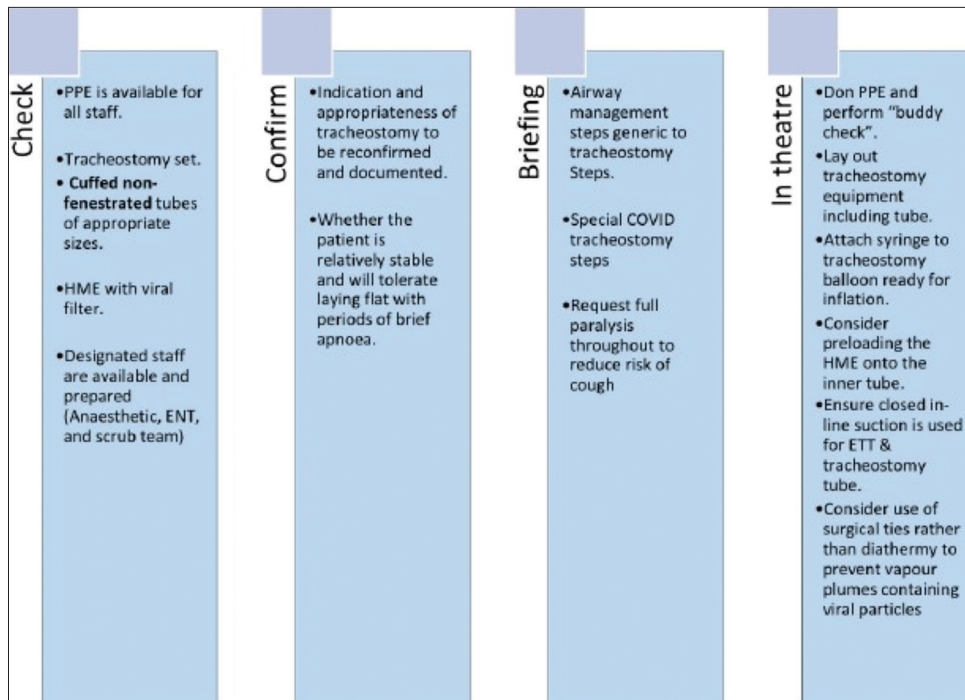 Check
•PPE is available for
all staff.
•Tracheostomy set.
• Cuffed non-
fenestrated tubes
of appropriate
sizes.
•HME with viral
filter.
•Designated staff
are available and
prepared
(Anaesthetic, ENT,
and scrub team)
Confirm
•Indication and
appropriateness of
tracheostomy to
be reconfirmed
and documented.
•Whether the
patient is
relatively stable
and will tolerate
laying flat with
periods of brief
apnoea.
Briefing
•Airway
management
steps generic to
tracheostomy
Steps.
•Special COVID
tracheostomy
steps
•Request full
paralysis
throughout to
reduce risk of
cough
In theatre
•Don PPE and
perform “buddy
check”.
•Lay out
tracheostomy
equipment
including tube.
•Attach syringe to
tracheostomy
balloon ready for
inflation.
•Consider
preloading the
HME onto the
inner tube.
•Ensure closed in-
line suction is used
for ETT &
tracheostomy
tube.
•Consider use of
surgical ties rather
than diathermy to
prevent vapour
plumes containing
viral particles